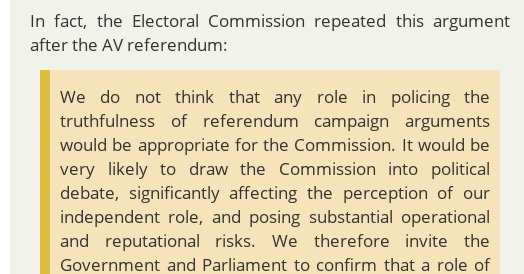 In fact, the Electoral Commission repeated this argument
after the AV referendum:
We do not think that any role in policing the
truthfulness of referendum campaign arguments
would be appropriate for the Commission. It would be
very likely to draw the Commission into political
debate, significantly affecting the perception of our
independent role, and posing substantial operational
and reputational risks. We therefore invite the
Government and Parliament to confirm that a role of